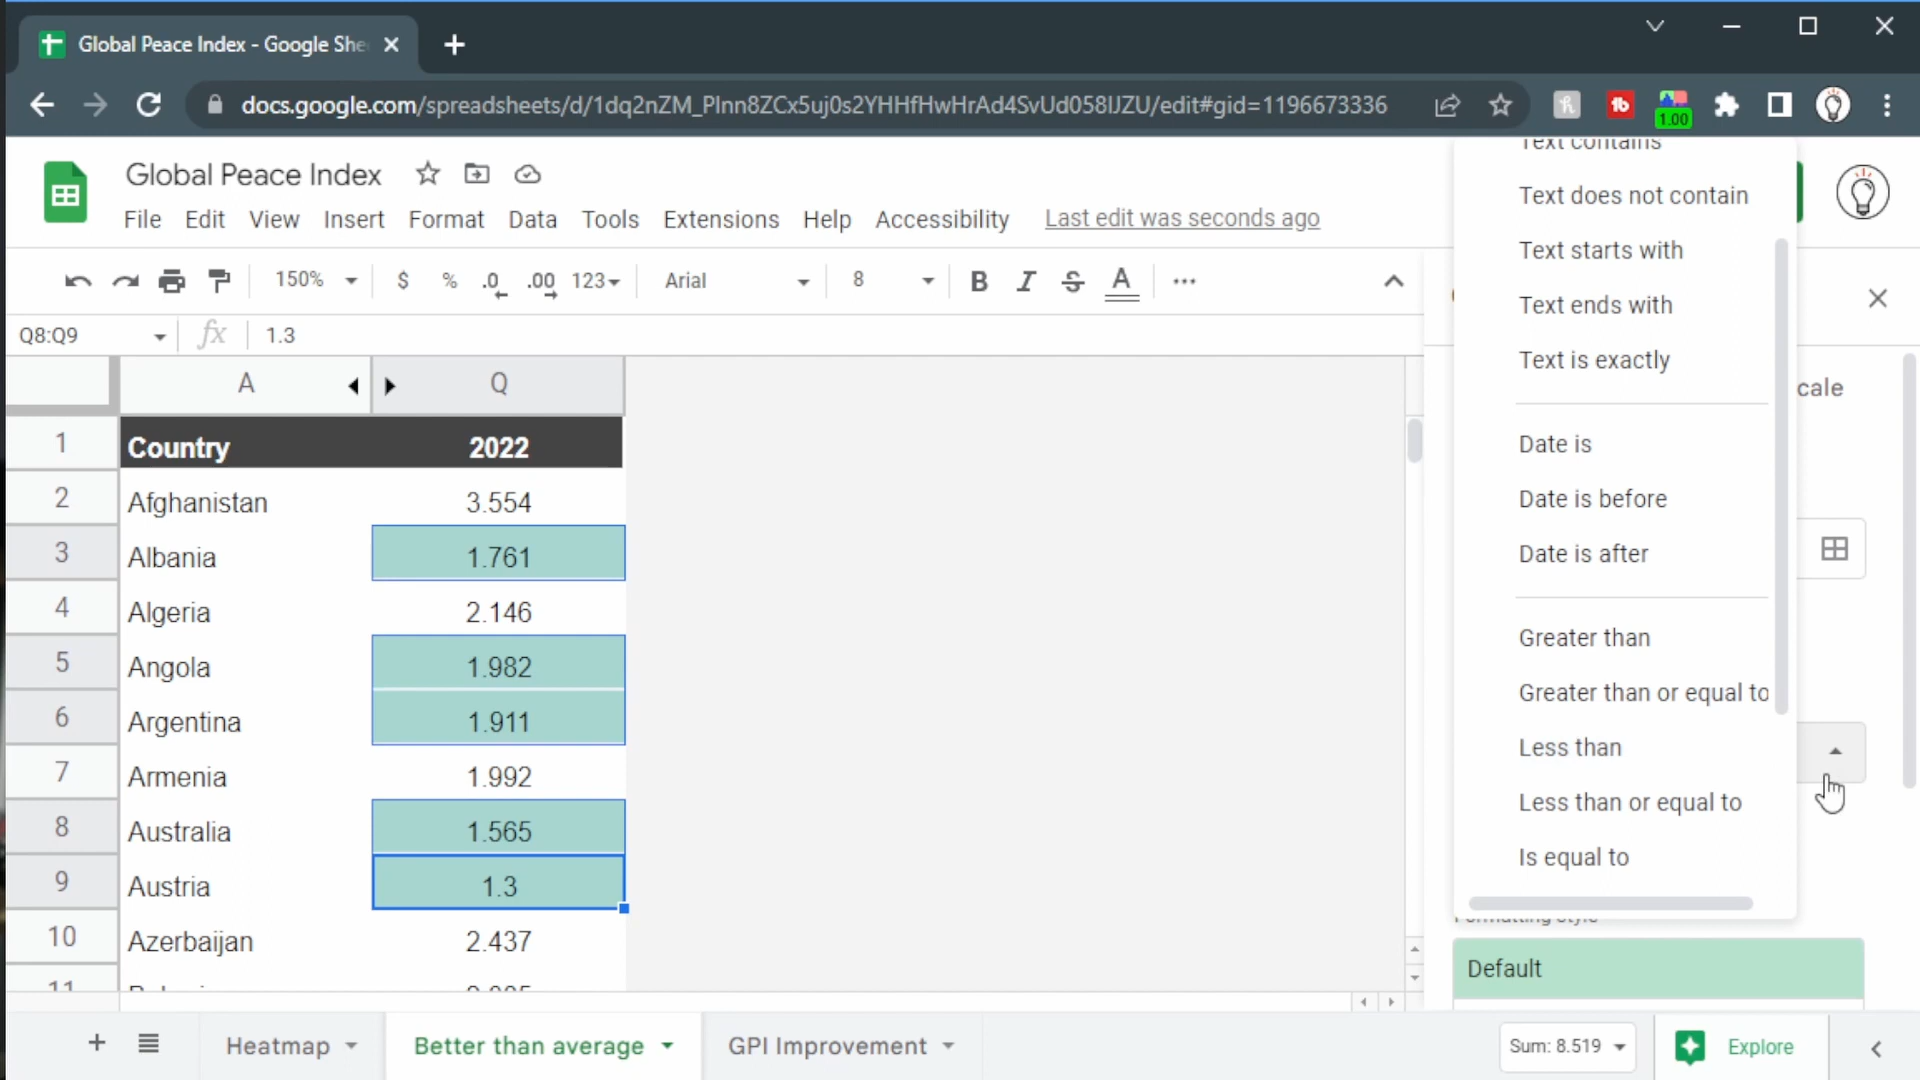 Global Peace Index - Google She
docs.google.com/spreadsheets/d/1dq2nZM_PInn8ZCx5uj0s2YHHfHwHrAd4SvUd058IJZU/edit#gid=1196673336
1.00
Global Peace Index
File Edit View Insert Format Data Tools Extensions Help Accessibility Last edit was seconds ago
150% $ % .0 .00 123 Arial 8 B I S A
Q8:Q9 fx 1.3
A Q
1 Country 2022
2 Afghanistan 3.554
3 Albania 1.761
4 Algeria 2.146
5 Angola 1.982
6 Argentina 1.911
7 Armenia 1.992
8 Australia 1.565
9 Austria 1.3
10 Azerbaijan 2.437
11
Text contains
Text does not contain
Text starts with
Text ends with
Text is exactly
cale
Date is
Date is before
Date is after
Greater than
Greater than or equal to
Less than
Less than or equal to
Is equal to
Formatting style
Default
Heatmap Better than average GPI Improvement
Sum: 8.519 Explore